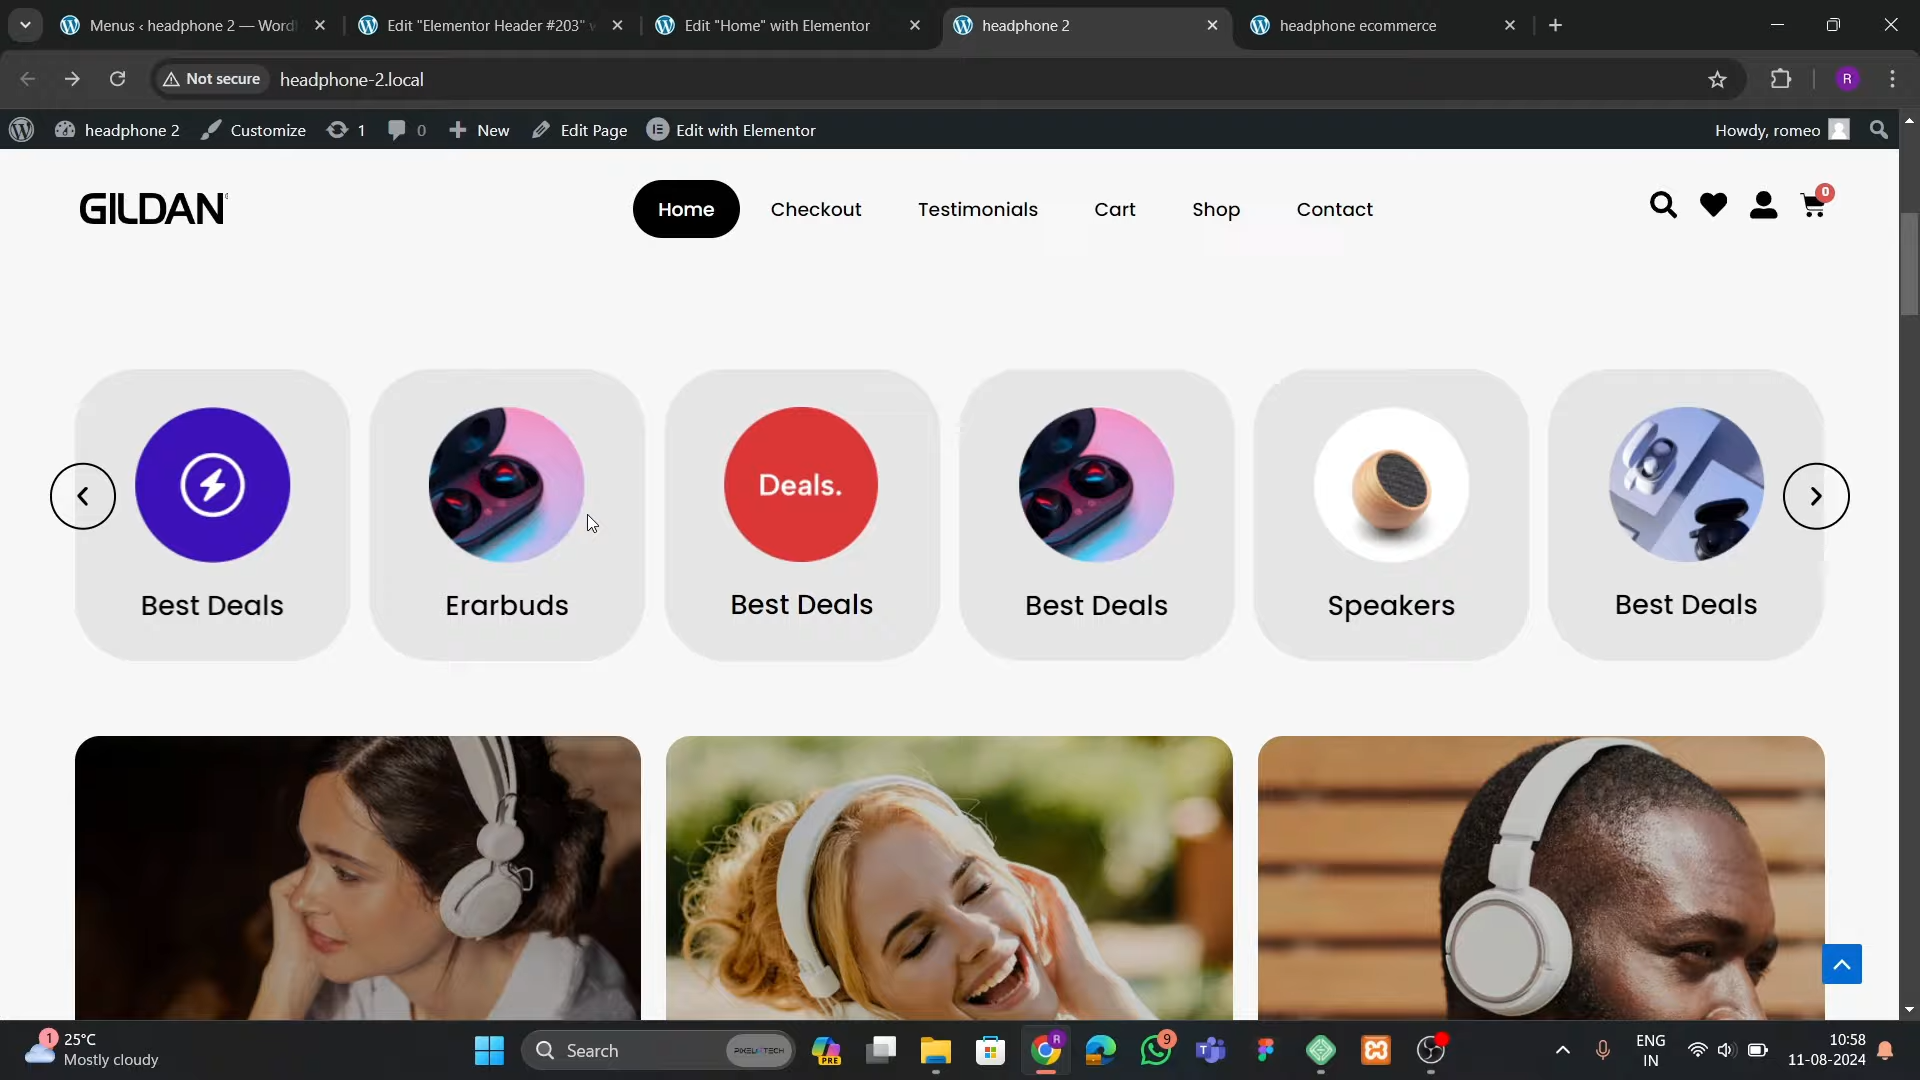 Menus ‹ headphone 2 — Word
Edit "Elementor Header #203" w
Edit "Home" with Elementor
headphone 2
headphone ecommerce
Not secure
headphone-2.local
R
headphone 2
Customize
1
0
New
Edit Page
Edit with Elementor
Howdy, romeo
GILDAN
Home
Checkout
Testimonials
Cart
Shop
Contact
0
Deals.
Best Deals
Erarbuds
Best Deals
Best Deals
Speakers
Best Deals
1
25°C
Mostly cloudy
Search
PRE
R
9
ENG
IN
10:58
11-08-2024